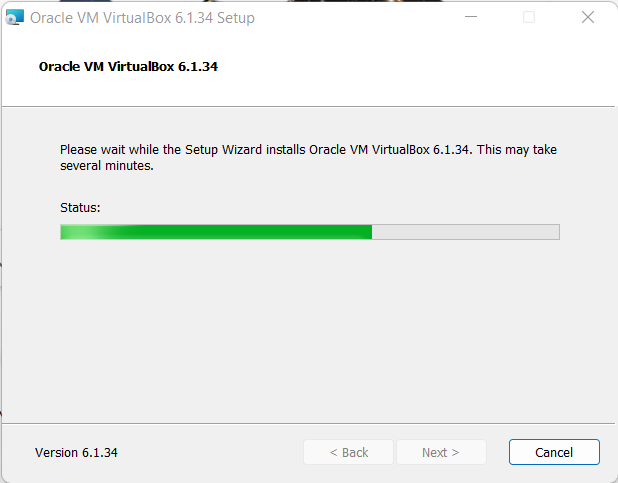 Oracle VM VirtualBox 6.1.34 Setup
Oracle VM VirtualBox 6.1.34
Please wait while the Setup Wizard installs Oracle VM VirtualBox 6.1.34. This may take
several minutes.
Status:
Version 6.1.34
< Back
Next >
Cancel